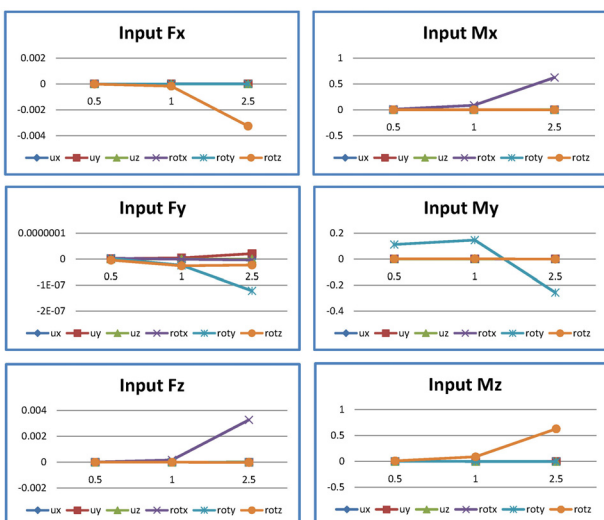 Input Fx
0.002
0
-0.002
-0.004
0.5 1 2.5
ux uy uz rotx roty rotz
Input Mx
1
0.5
0
-0.5
0.5 1 2.5
ux uy uz rotx roty rotz
Input Fy
0.0000001
0
-1E-07
-2E-07
0.5 1 2.5
ux uy uz rotx roty rotz
Input My
0.2
0
-0.2
-0.4
0.5 1 2.5
ux uy uz rotx roty rotz
Input Fz
0.004
0.002
0
-0.002
0.5 1 2.5
ux uy uz rotx roty rotz
Input Mz
1
0.5
0
-0.5
0.5 1 2.5
ux uy uz rotx roty rotz